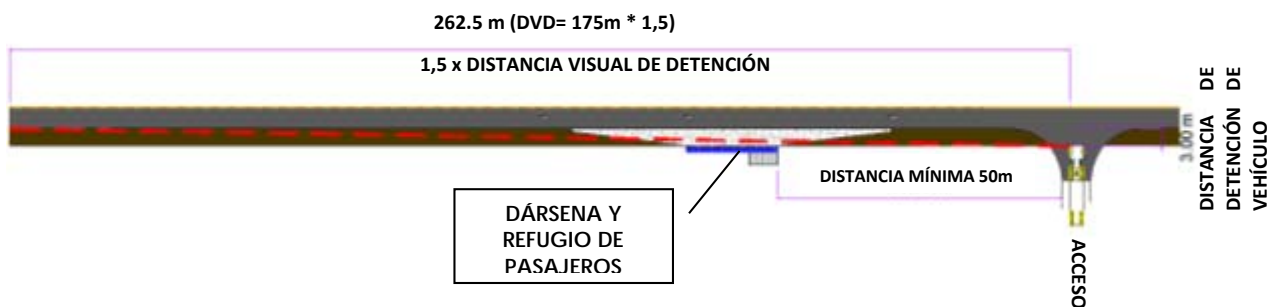 262.5 m (DVD= 175m * 1,5)
1,5 x DISTANCIA VISUAL DE DETENCIÓN
DISTANCIA DE
DETENCIÓN DE
VEHÍCULO
3.00 m
DISTANCIA MÍNIMA 50m
DÁRSENA Y
REFUGIO DE
PASAJEROS
ACCESO